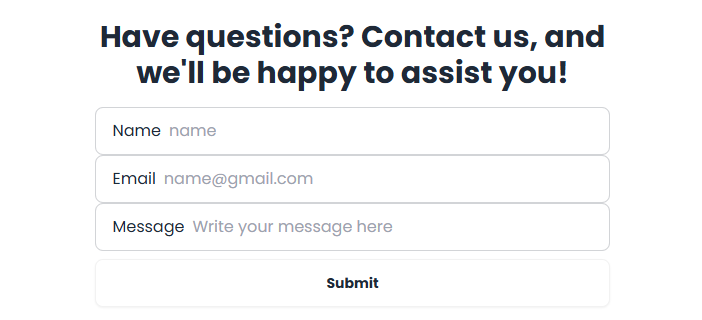 Have questions? Contact us, and
we'll be happy to assist you!
Name name
Email name@gmail.com
Message Write your message here
Submit